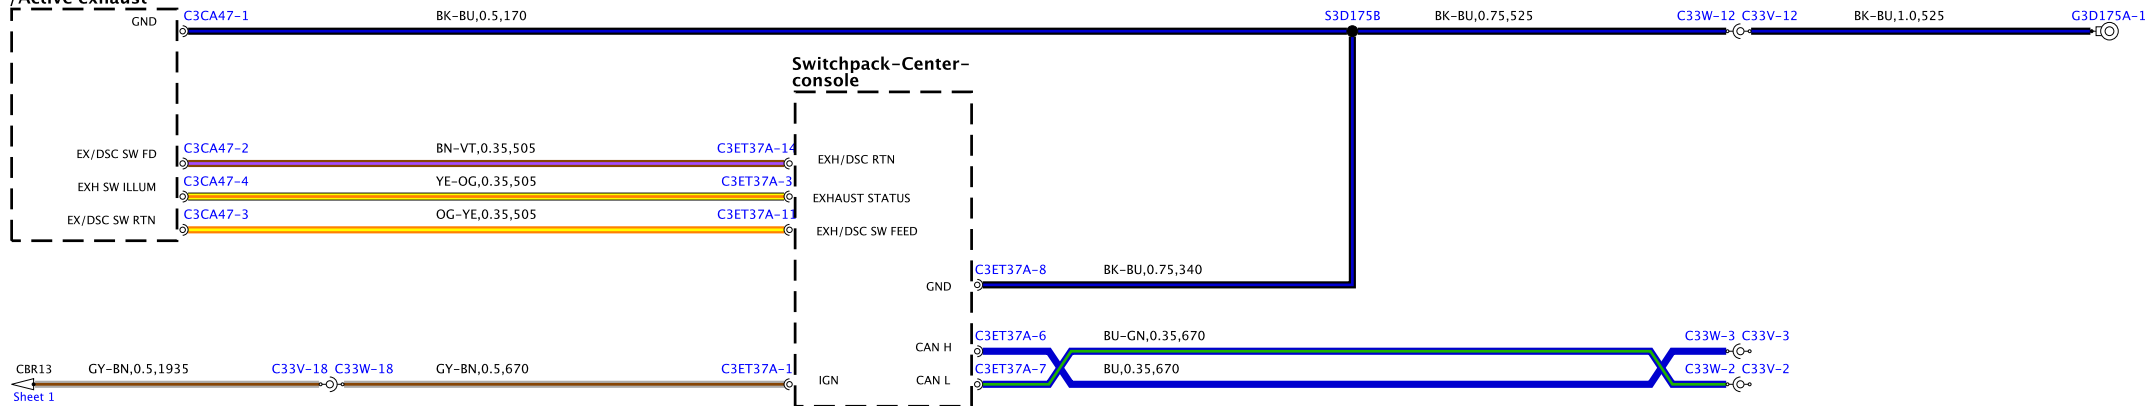 /Active exhaust
GND
C3CA47-1
BK-BU,0.5,170
S3D175B
BK-BU,0.75,525
C33W-12
C33V-12
BK-BU,1.0,525
G3D175A-1
Switchpack-Center-
console
EX/DSC SW FD
C3CA47-2
BN-VT,0.35,505
C3ET37A-14
EXH/DSC RTN
EXH SW ILLUM
C3CA47-4
YE-OG,0.35,505
C3ET37A-3
EXHAUST STATUS
EX/DSC SW RTN
C3CA47-3
OG-YE,0.35,505
C3ET37A-11
EXH/DSC SW FEED
GND
C3ET37A-8
BK-BU,0.75,340
CAN H
C3ET37A-6
BU-GN,0.35,670
C33W-3
C33V-3
CBR13
GY-BN,0.5,1935
C33V-18
C33W-18
GY-BN,0.5,670
C3ET37A-1
IGN
CAN L
C3ET37A-7
BU,0.35,670
C33W-2
C33V-2
Sheet 1